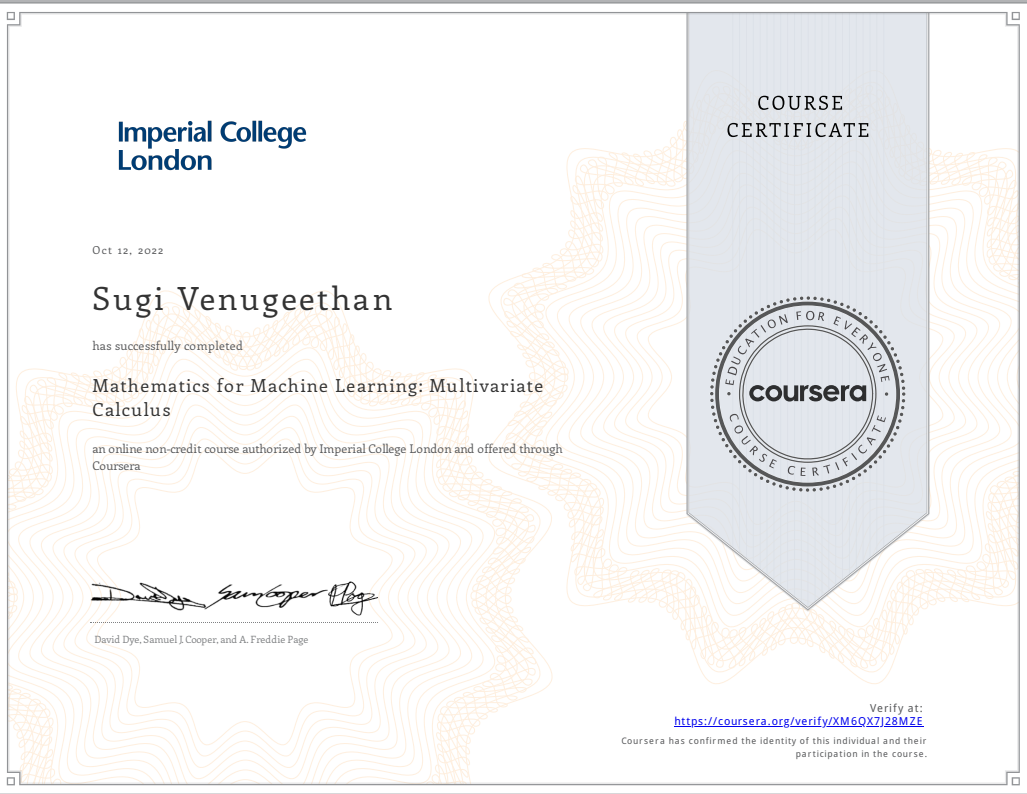 Imperial College
London
COURSE
CERTIFICATE
Oct 12, 2022
Sugi Venugeethan
has successfully completed
Mathematics for Machine Learning: Multivariate
Calculus
an online non-credit course authorized by Imperial College London and offered through
Coursera
EDUCATION FOR EVERYONE
coursera
COURSE CERTIFICATE
David Dye, Samuel J. Cooper, and A. Freddie Page
Verify at:
https://coursera.org/verify/XM6QX7J28MZE
Coursera has confirmed the identity of this individual and their
participation in the course.